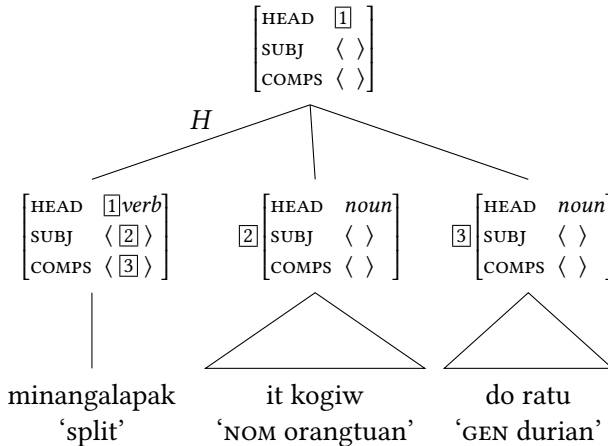 HEAD 1
SUBJ ⟨ ⟩
COMPS ⟨ ⟩
H
HEAD 1 verb
SUBJ ⟨ 2 ⟩
COMPS ⟨ 3 ⟩
2
HEAD noun
SUBJ ⟨ ⟩
COMPS ⟨ ⟩
3
HEAD noun
SUBJ ⟨ ⟩
COMPS ⟨ ⟩
minangalapak
‘split’
it kogiw
‘NOM orangtuan’
do ratu
‘GEN durian’